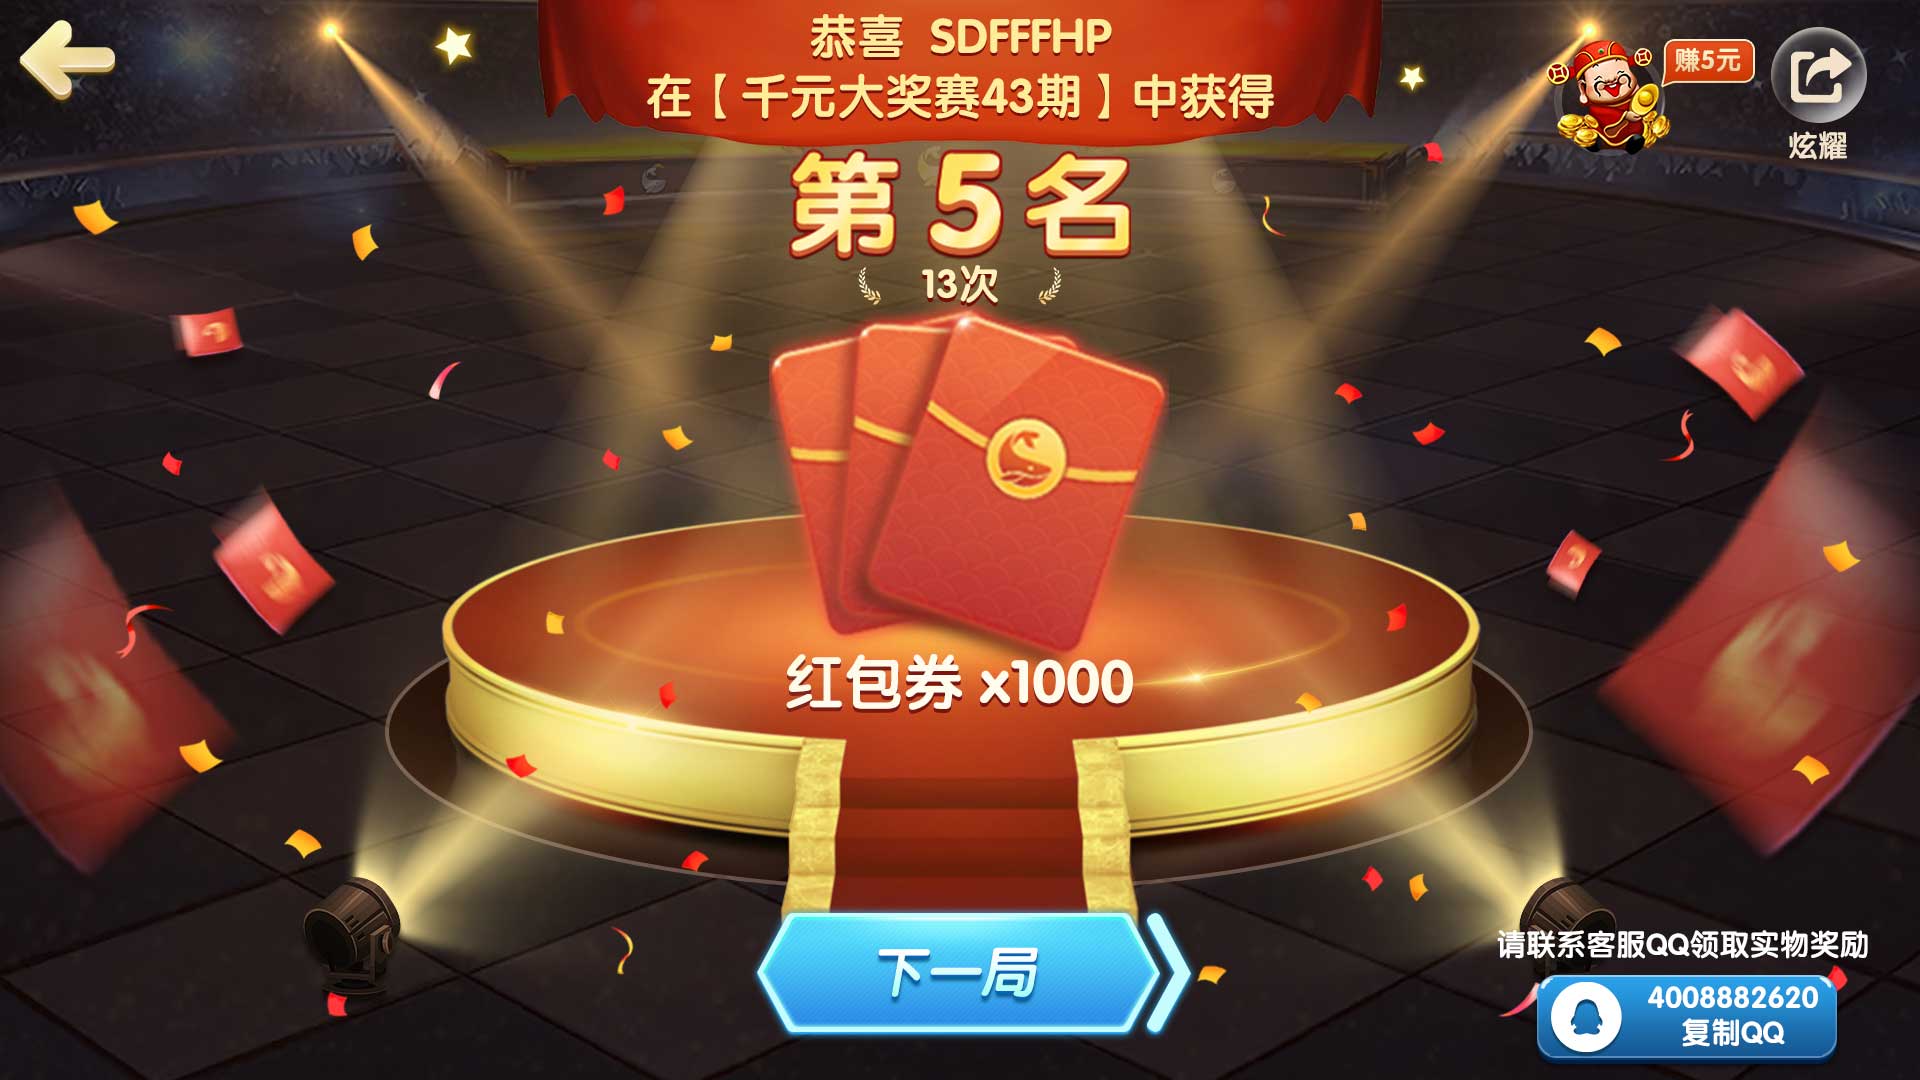 恭喜 SDFFFHP
在【千元大奖赛43期】中获得
赚5元
炫耀
第5名
13次
红包券 x1000
下一局
请联系客服QQ领取实物奖励
4008882620
复制QQ